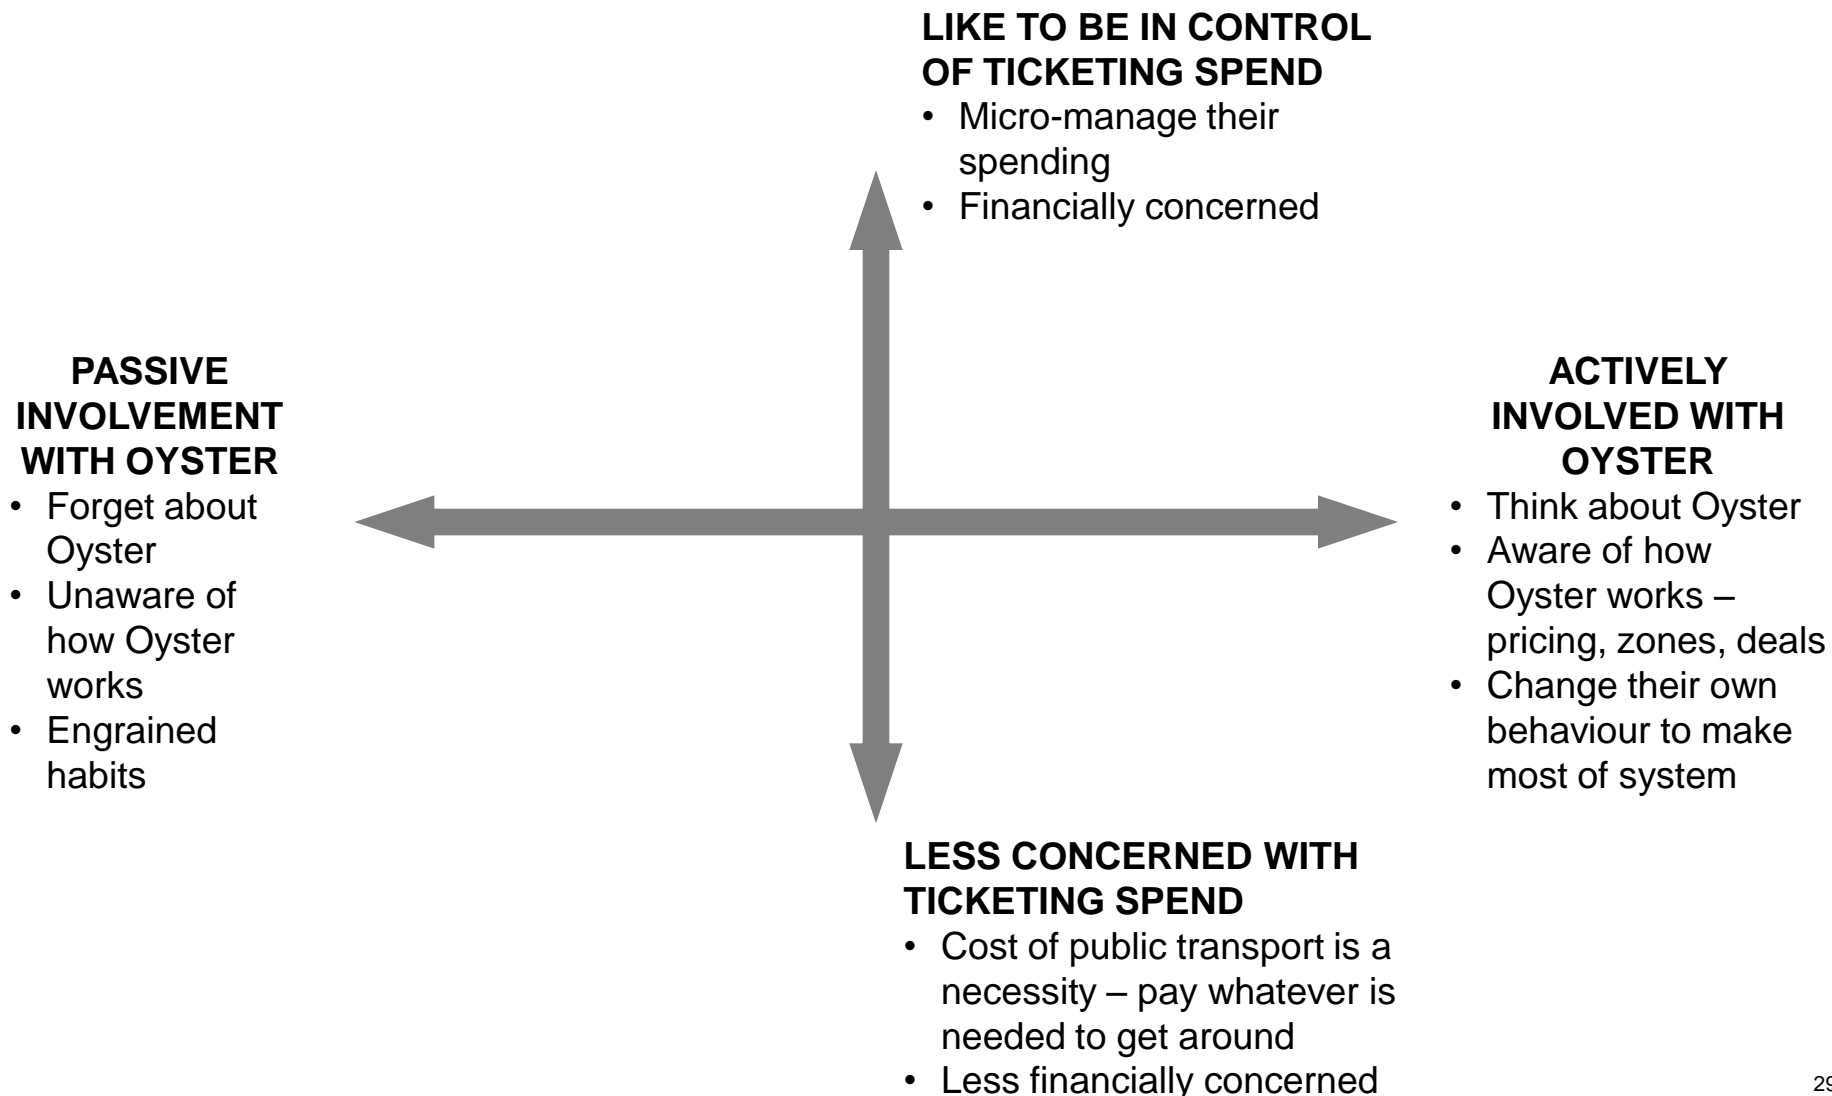 LIKE TO BE IN CONTROL
OF TICKETING SPEND
• Micro-manage their
spending
• Financially concerned
PASSIVE
INVOLVEMENT
WITH OYSTER
• Forget about
Oyster
• Unaware of
how Oyster
works
• Engrained
habits
ACTIVELY
INVOLVED WITH
OYSTER
• Think about Oyster
• Aware of how
Oyster works –
pricing, zones, deals
• Change their own
behaviour to make
most of system
LESS CONCERNED WITH
TICKETING SPEND
• Cost of public transport is a
necessity – pay whatever is
needed to get around
• Less financially concerned
29